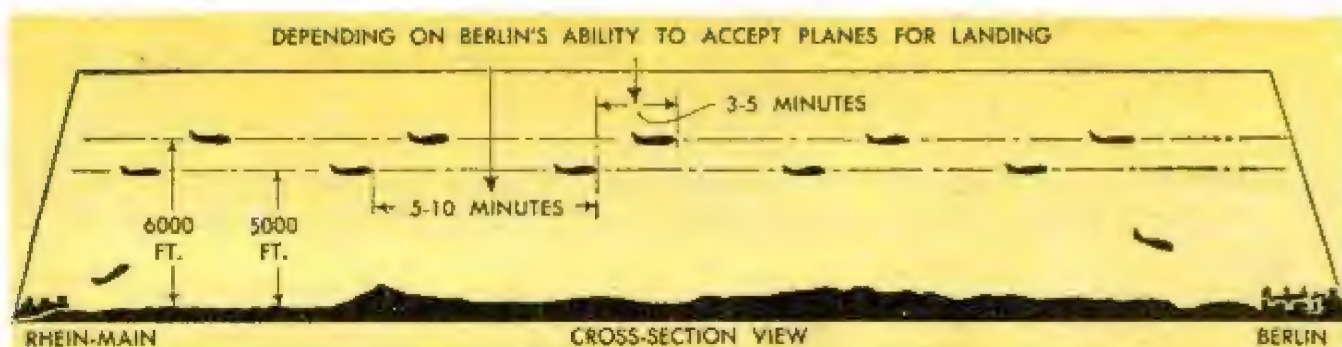 DEPENDING ON BERLIN'S ABILITY TO ACCEPT PLANES FOR LANDING
3-5 MINUTES
5-10 MINUTES
6000
FT.
5000
FT.
RHEIN-MAIN
CROSS-SECTION VIEW
BERLIN